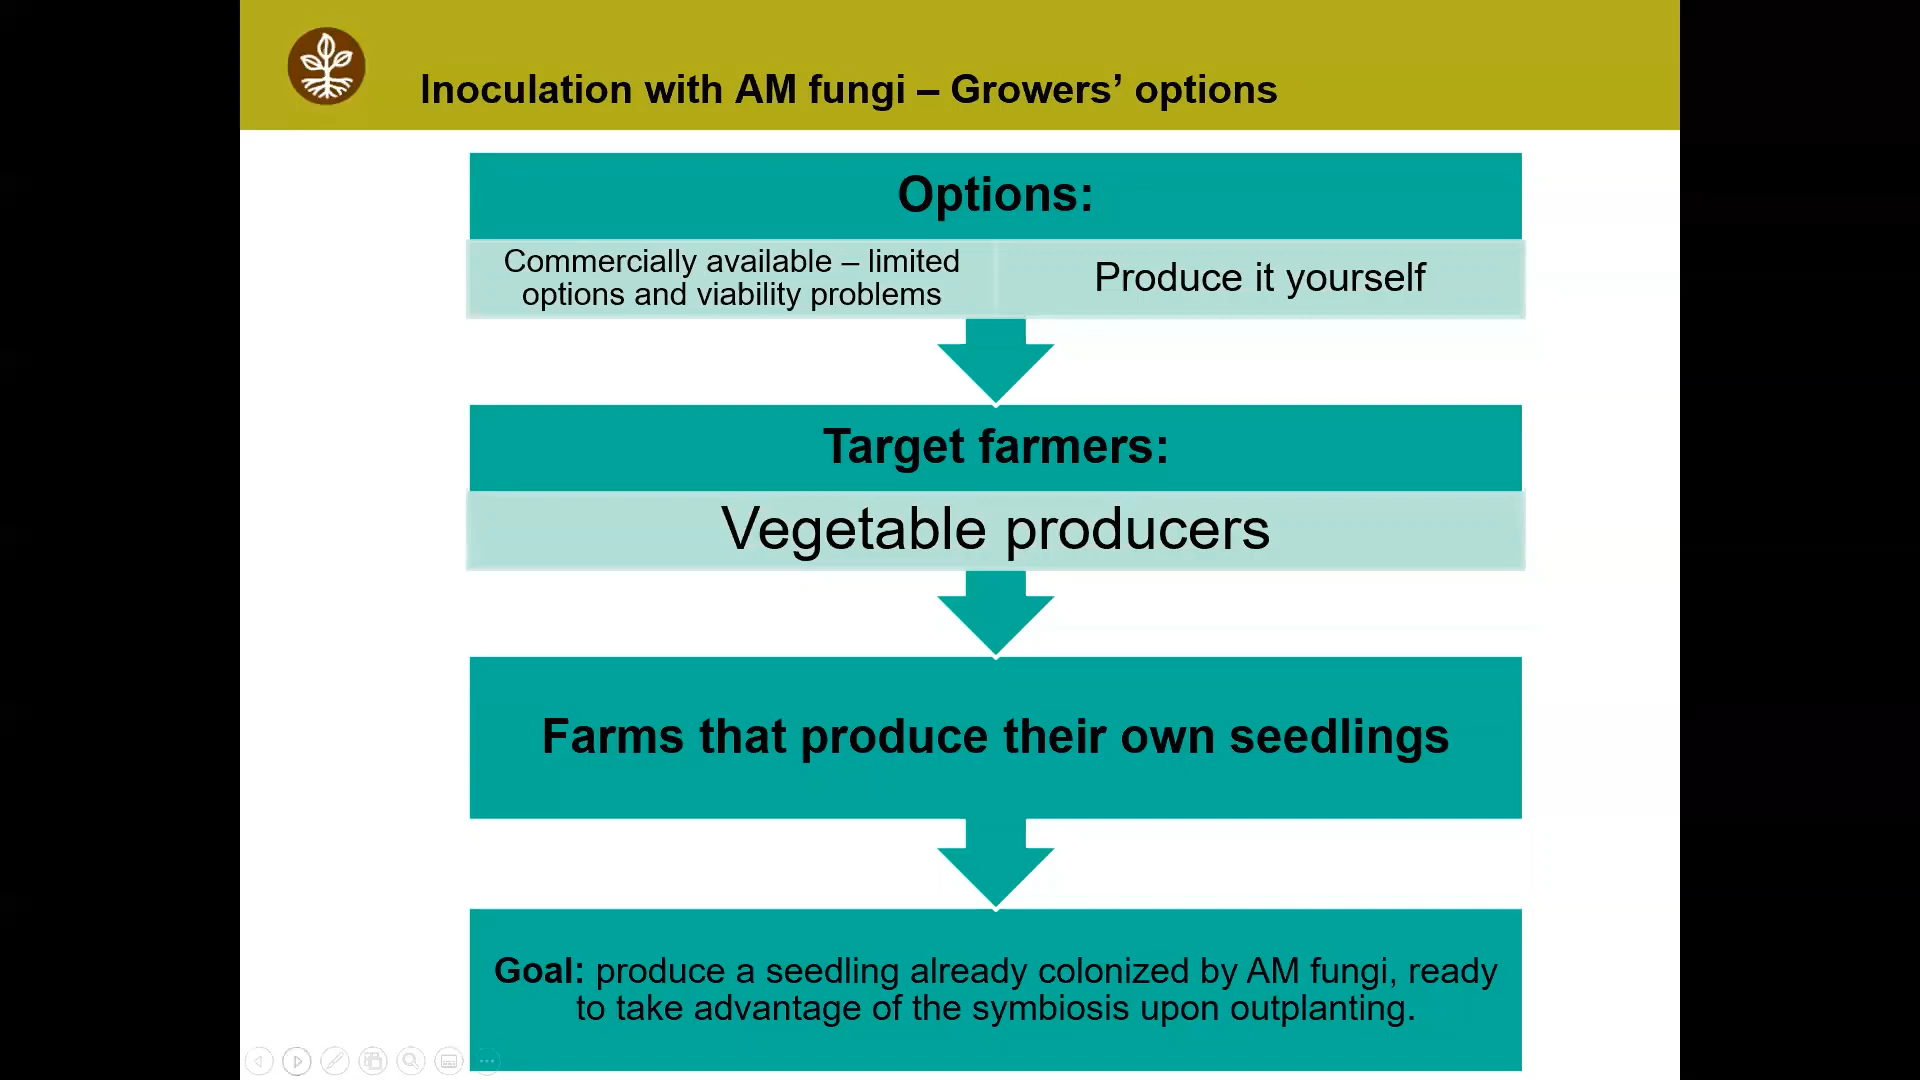 Inoculation with AM fungi – Growers’ options
Options:
Commercially available – limited
options and viability problems
Produce it yourself
Target farmers:
Vegetable producers
Farms that produce their own seedlings
Goal: produce a seedling already colonized by AM fungi, ready
to take advantage of the symbiosis upon outplanting.